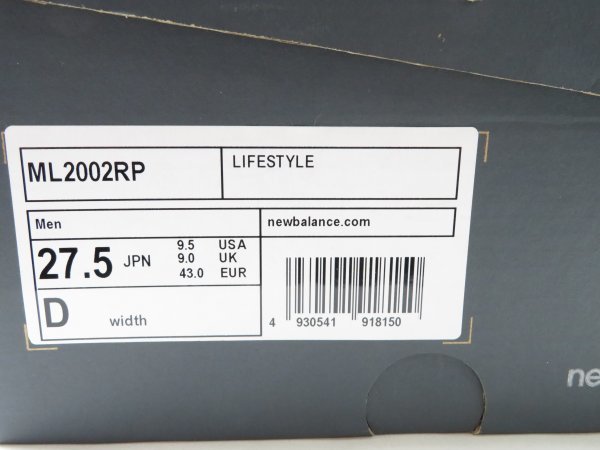 ML2002RP
LIFESTYLE
Men
newbalance.com
27.5 JPN
9.5 USA
9.0 UK
43.0 EUR
D width
4 930541 918150
ne